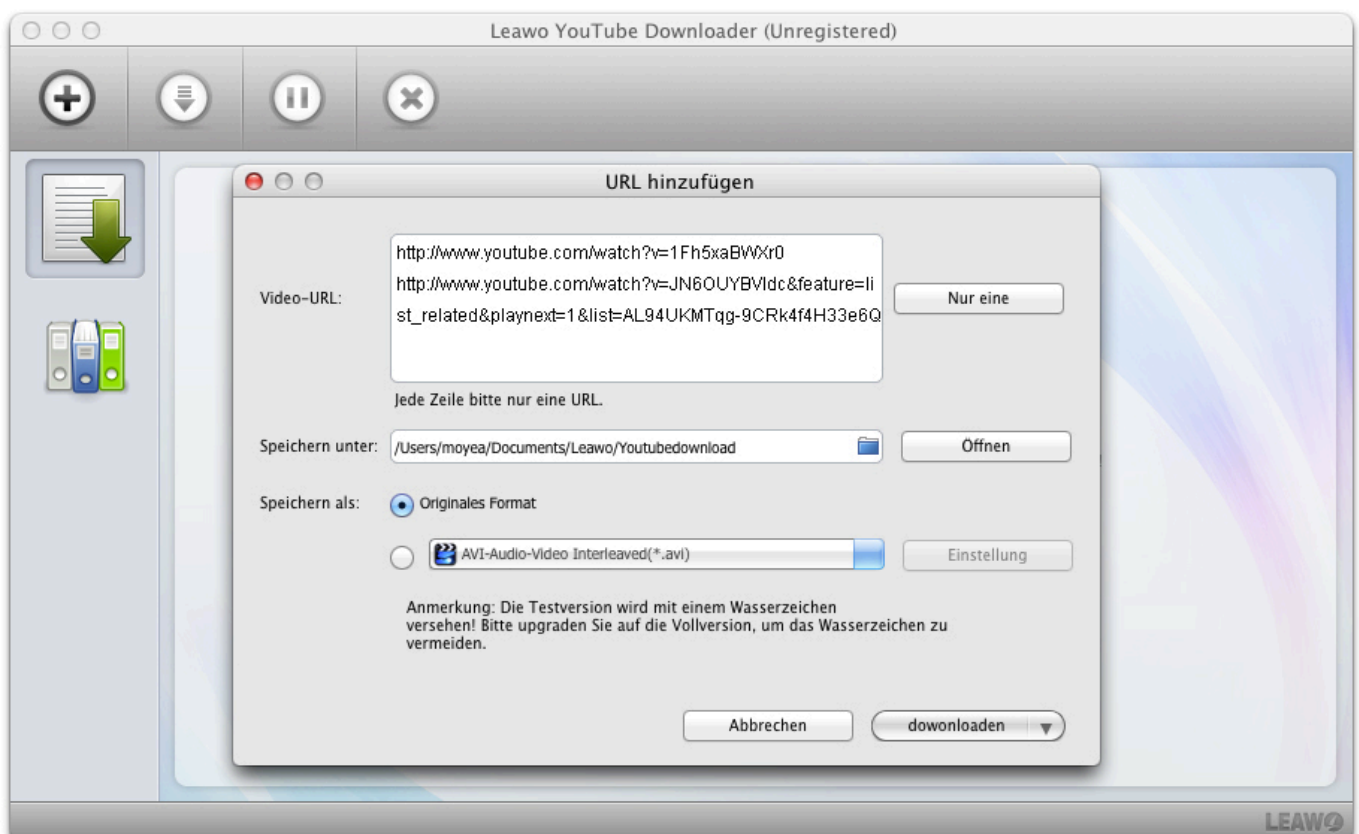 Leawo YouTube Downloader (Unregistered)
URL hinzufügen
Video-URL:
http://www.youtube.com/watch?v=1Fh5xaBWXr0
http://www.youtube.com/watch?v=JN6OUYBVldc&feature=li
st_related&playnext=1&list=AL94UKMTqg-9CRk4f4H33e6Q
Nur eine
Jede Zeile bitte nur eine URL.
Speichern unter:
/Users/moyea/Documents/Leawo/Youtubedownload
Öffnen
Speichern als:
Originales Format
AVI-Audio-Video Interleaved(*.avi)
Einstellung
Anmerkung: Die Testversion wird mit einem Wasserzeichen
versehen! Bitte upgraden Sie auf die Vollversion, um das Wasserzeichen zu
vermeiden.
Abbrechen
dowonloaden
LEAWO